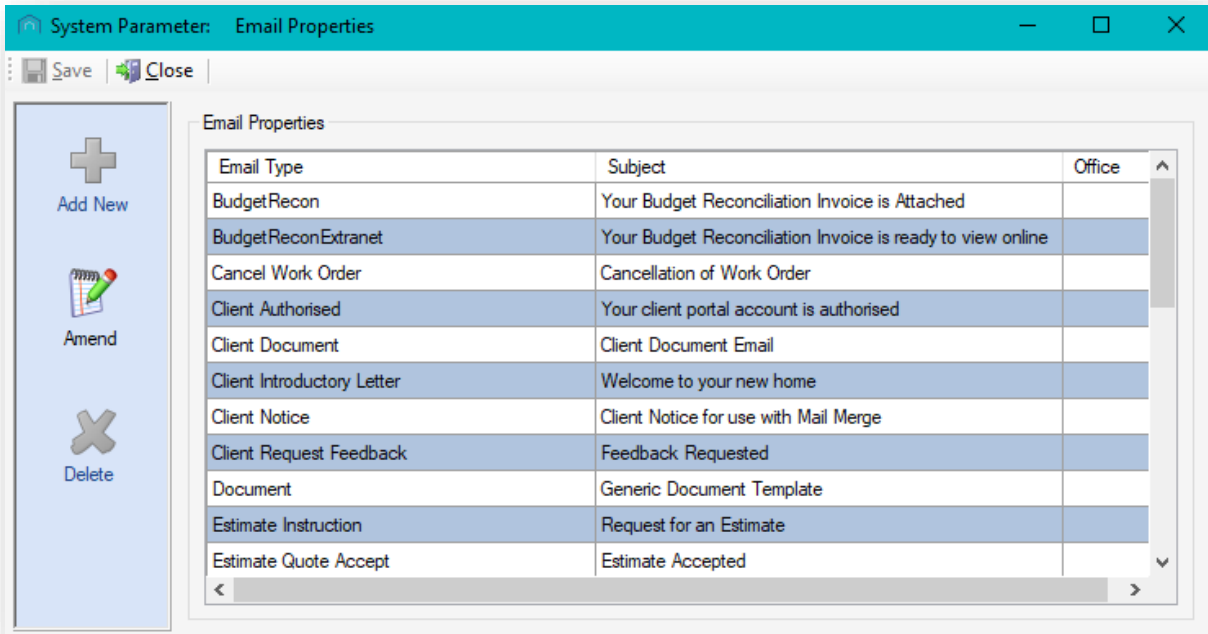 System Parameter: Email Properties
Save Close
Add New
Amend
Delete
Email Properties
Email Type Subject Office
BudgetRecon Your Budget Reconciliation Invoice is Attached
BudgetReconExtranet Your Budget Reconciliation Invoice is ready to view online
Cancel Work Order Cancellation of Work Order
Client Authorised Your client portal account is authorised
Client Document Client Document Email
Client Introductory Letter Welcome to your new home
Client Notice Client Notice for use with Mail Merge
Client Request Feedback Feedback Requested
Document Generic Document Template
Estimate Instruction Request for an Estimate
Estimate Quote Accept Estimate Accepted